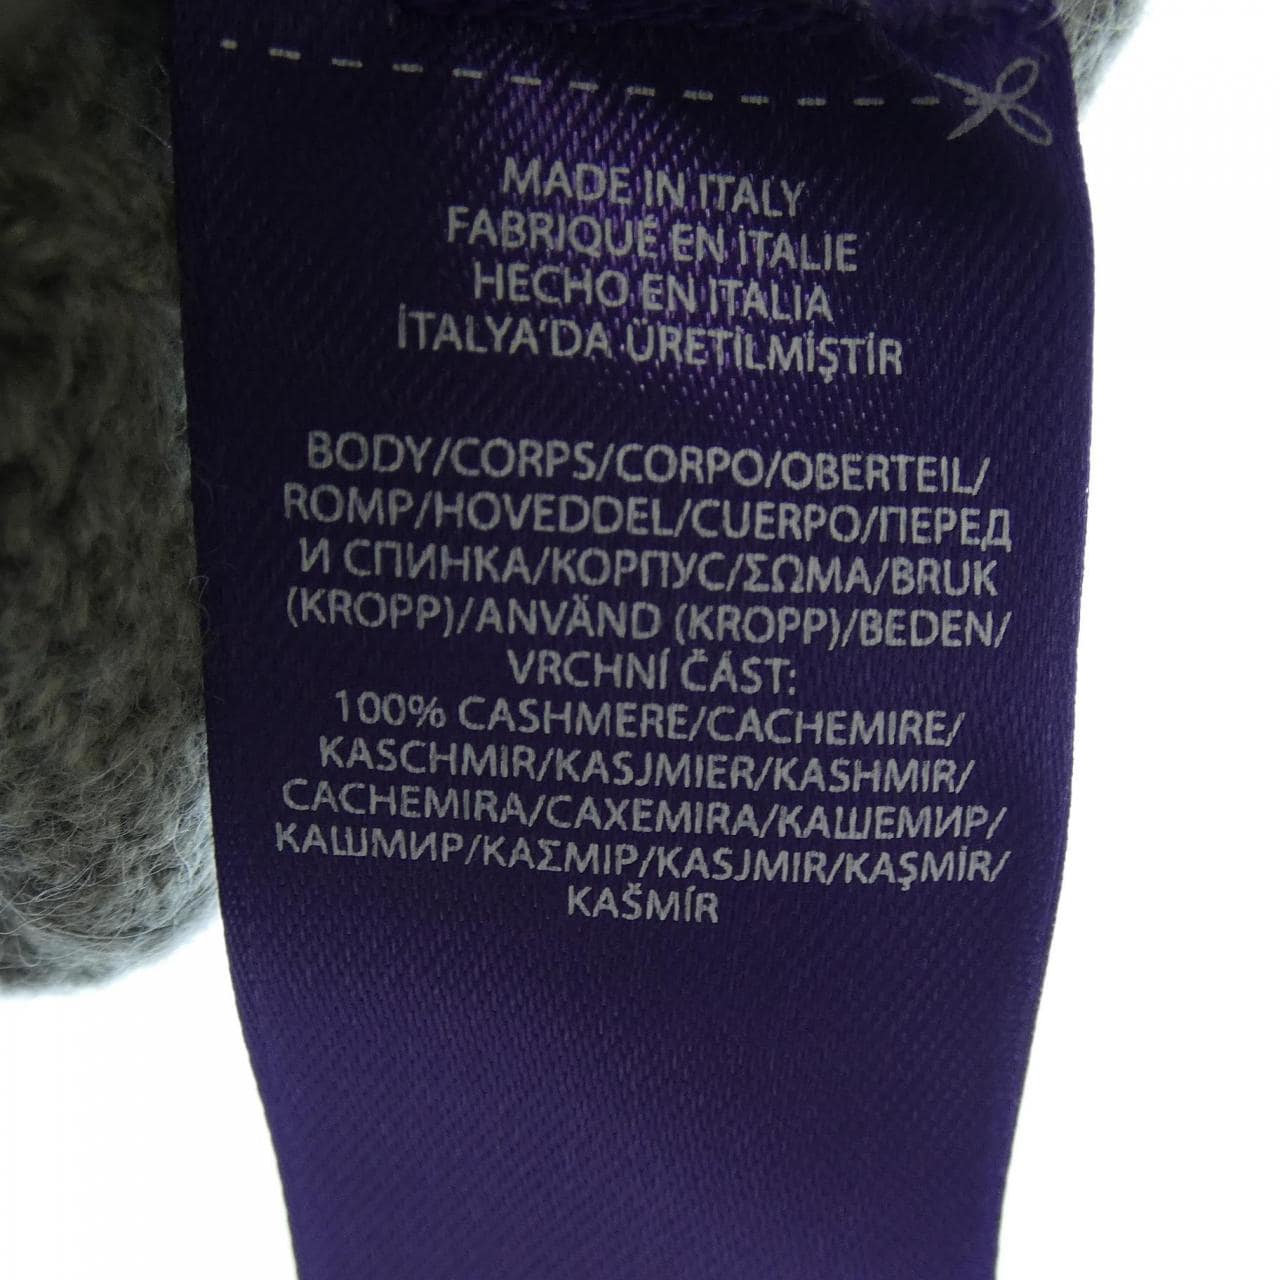 MADE IN ITALY
FABRIQUÉ EN ITALIE
HECHO EN ITALIA
İTALYA'DA ÜRETİLMİŞTİR
BODY/CORPS/CORPO/OBERTEIL/
ROMP/HOVEDDEL/CUERPO/ПЕРЕД
И СПИНКА/КОРПУС/ΣΩΜΑ/BRUK
(KROPP)/ANVÄND (KROPP)/BEDEN/
VRCHNÍ ČÁST:
100% CASHMERE/CACHEMIRE/
KASCHMIR/KASJMIER/KASHMIR/
CACHEMIRA/CAXEMIRA/КАШЕМИР/
КАШМИР/ΚΑΣΜΙΡ/KASJMIR/KAŞMİR/
KAŠMÍR